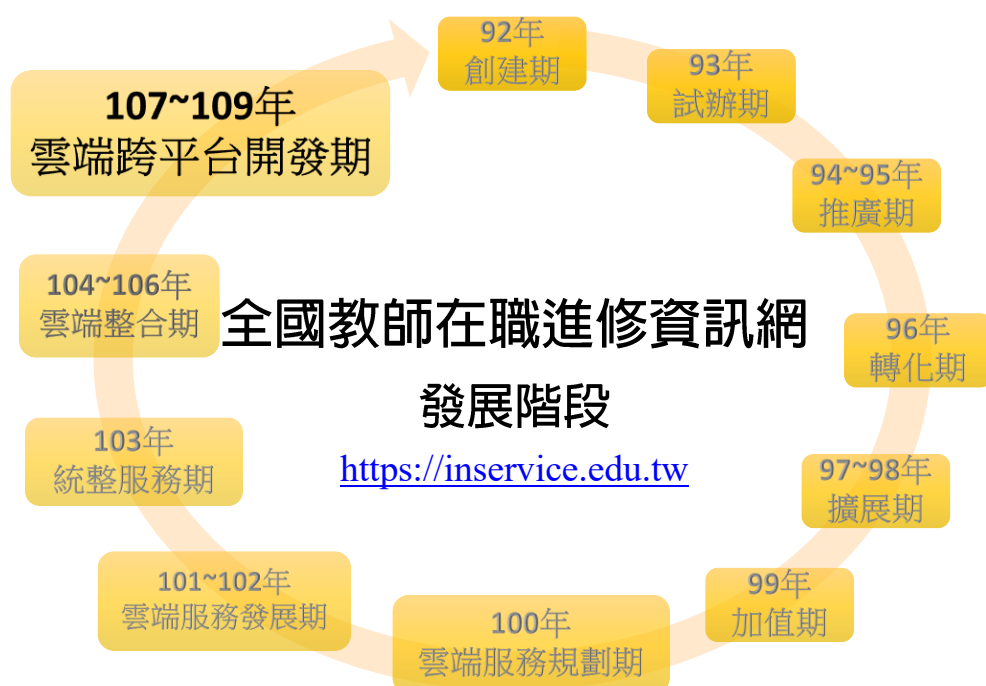 92年
創建期
93年
試辦期
94~95年
推廣期
96年
轉化期
97~98年
擴展期
99年
加值期
100年
雲端服務規劃期
101~102年
雲端服務發展期
103年
統整服務期
104~106年
雲端整合期
107~109年
雲端跨平台開發期
全國教師在職進修資訊網
發展階段
https://inservice.edu.tw